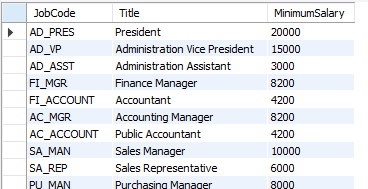 JobCode Title MinimumSalary
AD_PRES President 20000
AD_VP Administration Vice President 15000
AD_ASST Administration Assistant 3000
FI_MGR Finance Manager 8200
FI_ACCOUNT Accountant 4200
AC_MGR Accounting Manager 8200
AC_ACCOUNT Public Accountant 4200
SA_MAN Sales Manager 10000
SA_REP Sales Representative 6000
PU_MAN Purchasing Manager 8000